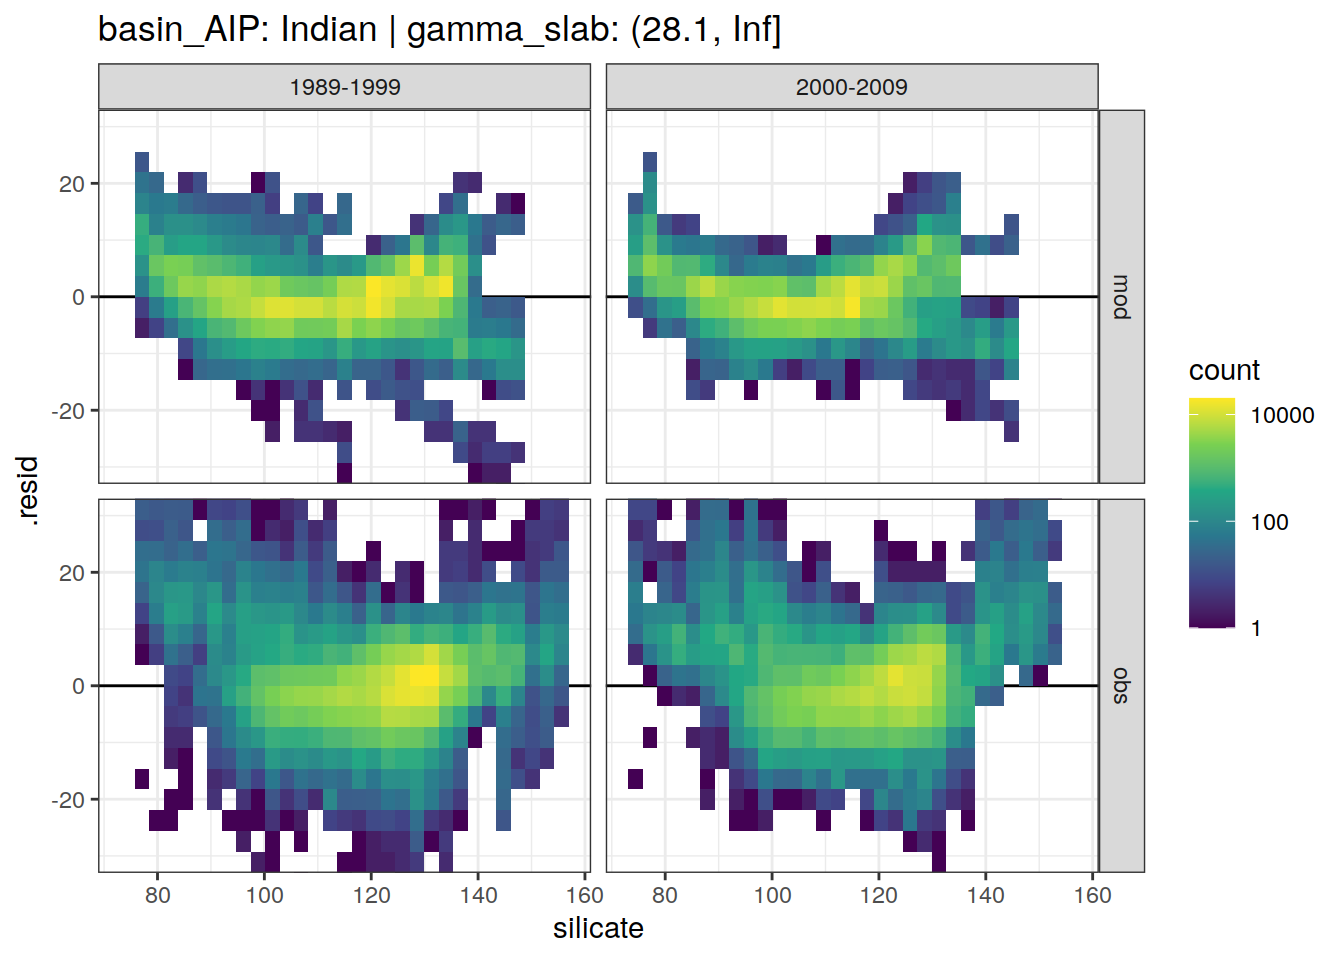 basin_AIP: Indian | gamma_slab: (28.1, Inf]
1989-1999
2000-2009
20
0
-20
mod
20
0
-20
obs
.resid
80 100 120 140 160 80 100 120 140 160
silicate
count
10000
100
1